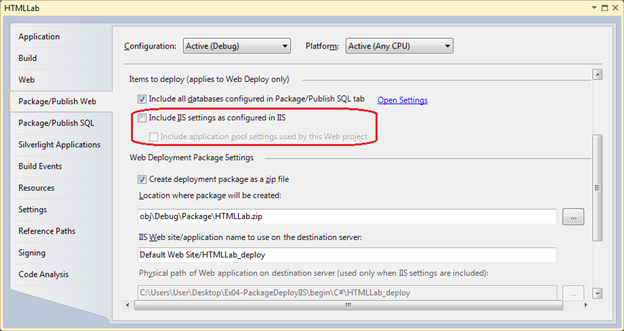 HTMLLab
Application
Build
Web
Package/Publish Web
Package/Publish SQL
Silverlight Applications
Build Events
Resources
Settings
Reference Paths
Signing
Code Analysis
Configuration: Active (Debug) Platform: Active (Any CPU)
Items to deploy (applies to Web Deploy only)
Include all databases configured in Package/Publish SQL tab Open Settings
Include IIS settings as configured in IIS
Include application pool settings used by this Web project
Web Deployment Package Settings
Create deployment package as a zip file
Location where package will be created:
obj\Debug\Package\HTMLLab.zip ...
IIS Web site/application name to use on the destination server:
Default Web Site/HTMLLab_deploy
Physical path of Web application on destination server (used only when IIS settings are included):
C:\Users\User\Desktop\Ex04-PackageDeployIIS\begin\C#\HTMLLab_deploy ...